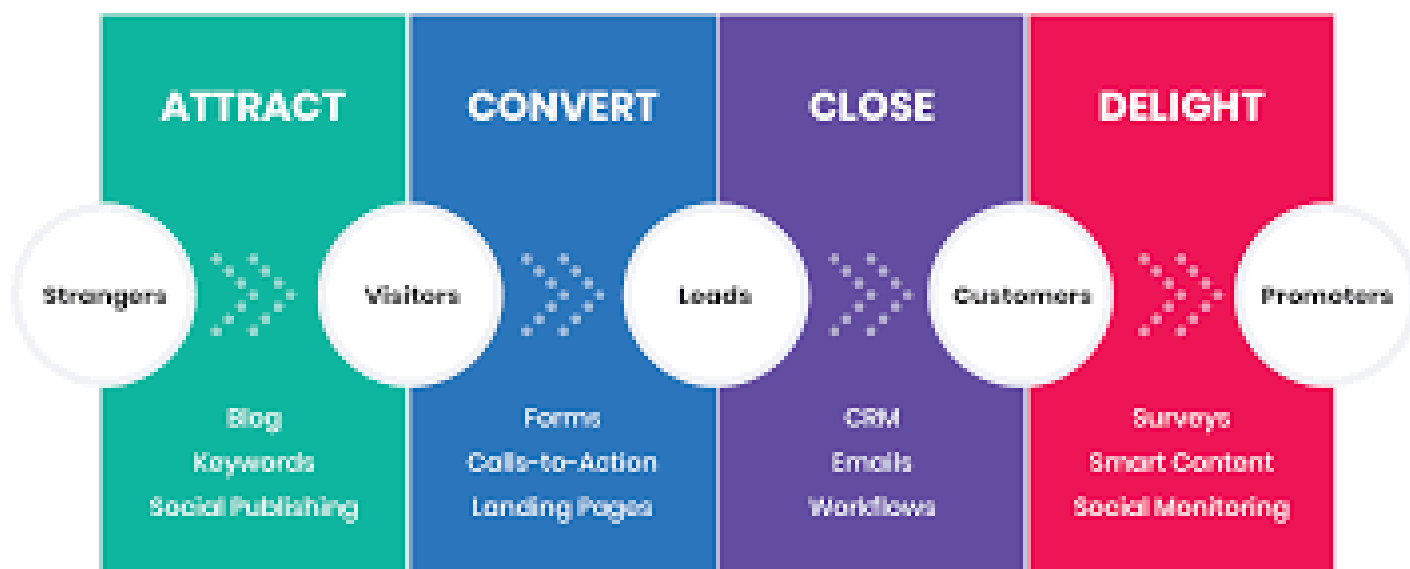 ATTRACT
CONVERT
CLOSE
DELIGHT
Strangers
Visitors
Leads
Customers
Promoters
Blog
Keywords
Social Publishing
Forms
Calls-to-Action
Landing Pages
CRM
Emails
Workflows
Surveys
Smart Content
Social Monitoring